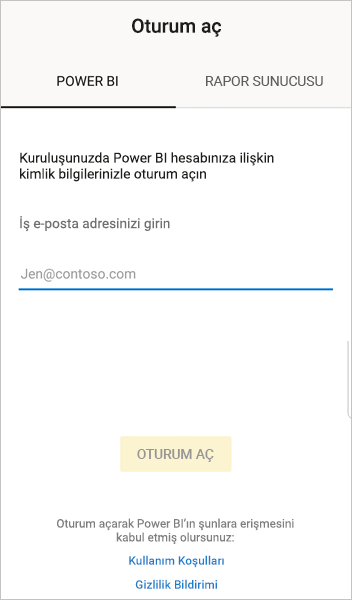 Oturum aç
POWER BI
RAPOR SUNUCUSU
Kuruluşunuzda Power BI hesabınıza ilişkin
kimlik bilgilerinizle oturum açın
İş e-posta adresinizi girin
Jen@contoso.com
OTURUM AÇ
Oturum açarak Power BI'ın şunlara erişmesini
kabul etmiş olursunuz:
Kullanım Koşulları
Gizlilik Bildirimi